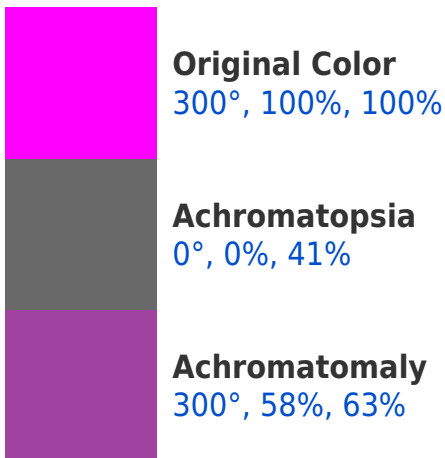 Original Color
300°, 100%, 100%
Achromatopsia
0°, 0%, 41%
Achromatomaly
300°, 58%, 63%